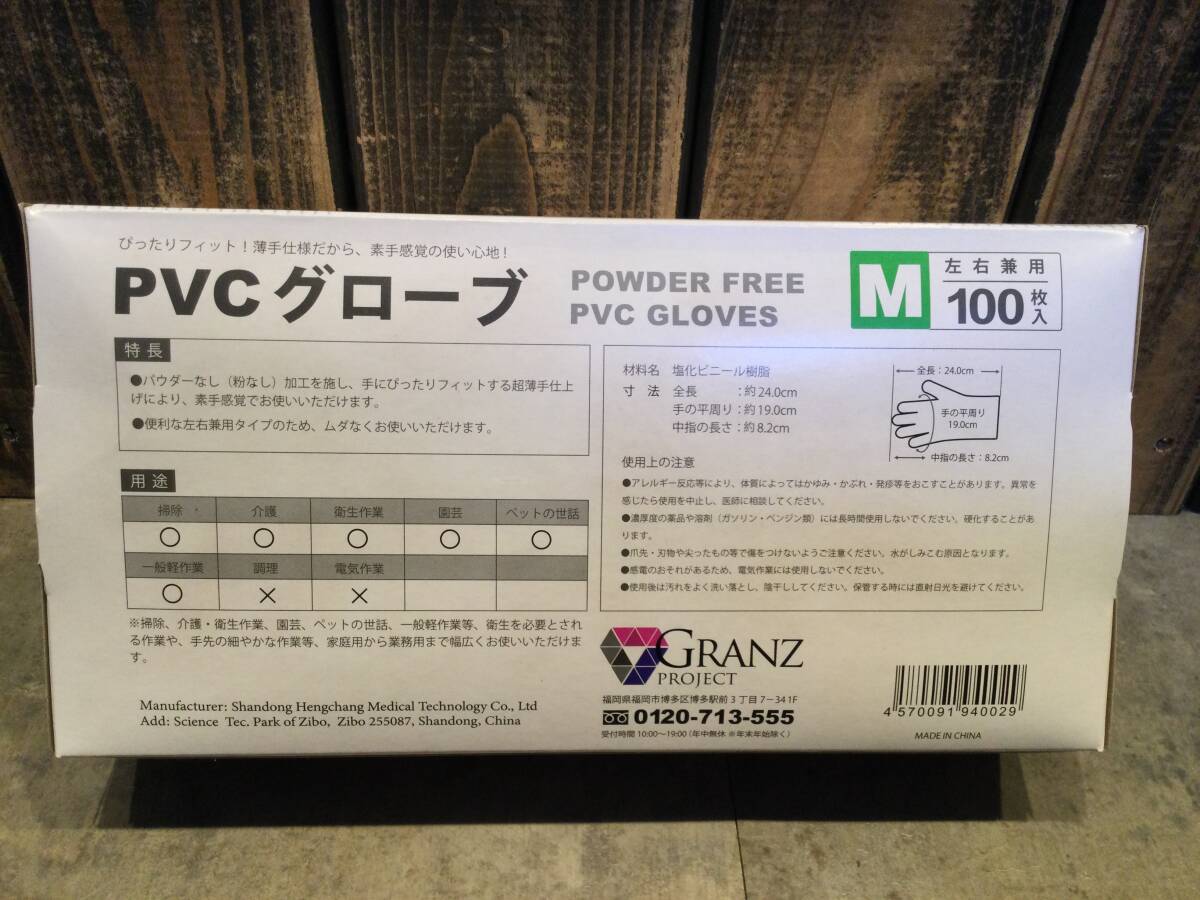 ぴったりフィット！薄手仕様だから、素手感覚の使い心地！
PVCグローブ
POWDER FREE
PVC GLOVES
M
左右兼用
100枚入
特長
●パウダーなし（粉なし）加工を施し、手にぴったりフィットする超薄手仕上
げにより、素手感覚でお使いいただけます。
●便利な左右兼用タイプのため、ムダなくお使いいただけます。
用途
掃除 介護 衛生作業 園芸 ペットの世話
○ ○ ○ ○ ○
一般軽作業 調理 電気作業
○ × ×
※掃除、介護・衛生作業、園芸、ペットの世話、一般軽作業等、衛生を必要とされ
る作業や、手先の細やかな作業等、家庭用から業務用まで幅広くお使いいただけま
す。
Manufacturer: Shandong Hengchang Medical Technology Co., Ltd
Add: Science Tec. Park of Zibo, Zibo 255087, Shandong, China
材料名 塩化ビニール樹脂
寸法 全長 ：約24.0cm
手の平周り：約19.0cm
中指の長さ：約8.2cm
全長：24.0cm
手の平周り
19.0cm
中指の長さ：8.2cm
使用上の注意
●アレルギー反応等により、体質によってはかゆみ・かぶれ・発疹等をおこすことがあります。異常を
感じたら使用を中止し、医師に相談してください。
●濃厚度の薬品や溶剤（ガソリン・ベンジン類）には長時間使用しないでください。硬化することがあ
ります。
●爪先・刃物や尖ったもの等で傷をつけないようご注意ください。水がしみこむ原因となります。
●感電のおそれがあるため、電気作業には使用しないでください。
●使用後は汚れをよく洗い落とし、陰干ししてください。保管する時には直射日光を避けてください。
GRANZ
PROJECT
福岡県福岡市博多区博多駅前3丁目7−34 1F
0120-713-555
受付時間 10:00〜19:00（年中無休 ※年末年始除く）
4 570091 940029
MADE IN CHINA